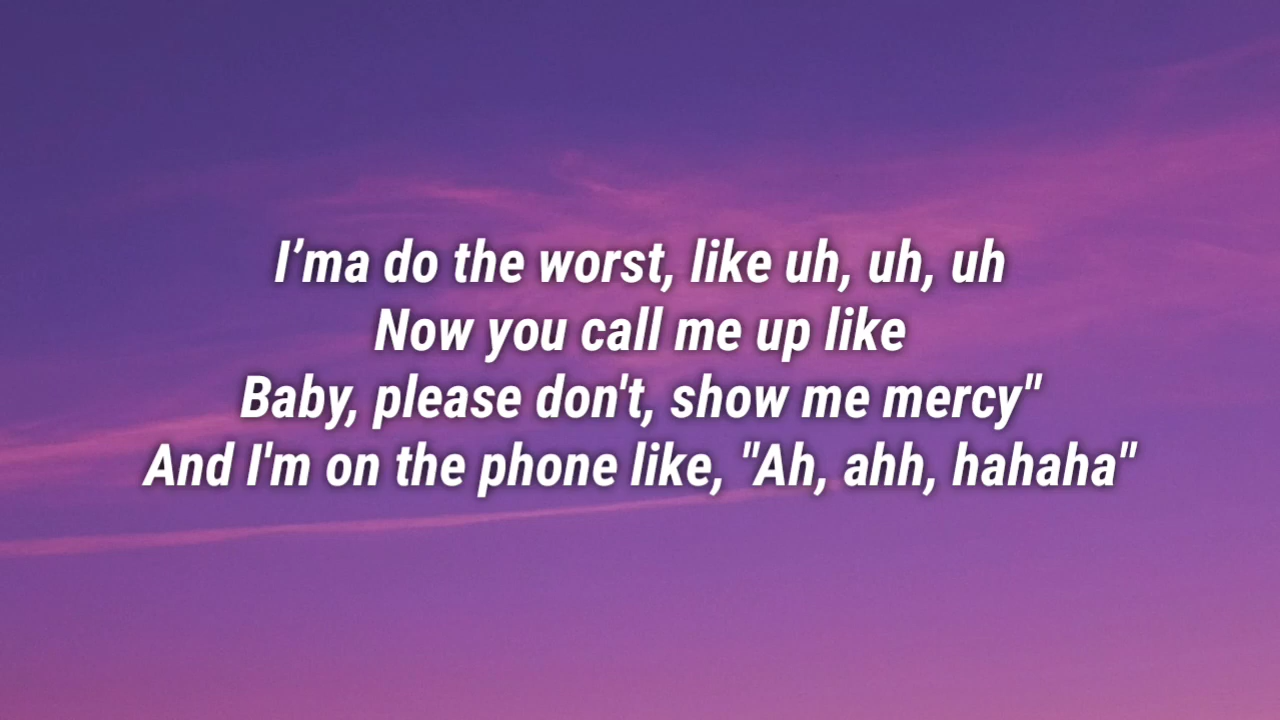 I’ma do the worst, like uh, uh, uh
Now you call me up like
Baby, please don't, show me mercy"
And I'm on the phone like, "Ah, ahh, hahaha"